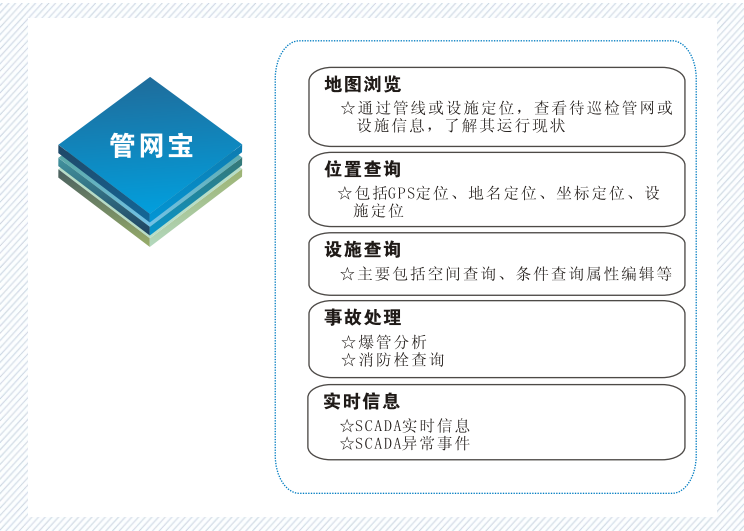 管网宝
地图浏览
☆通过管线或设施定位，查看待巡检管网或
设施信息，了解其运行现状
位置查询
☆包括GPS定位、地名定位、坐标定位、设
施定位
设施查询
☆主要包括空间查询、条件查询属性编辑等
事故处理
☆爆管分析
☆消防栓查询
实时信息
☆SCADA实时信息
☆SCADA异常事件